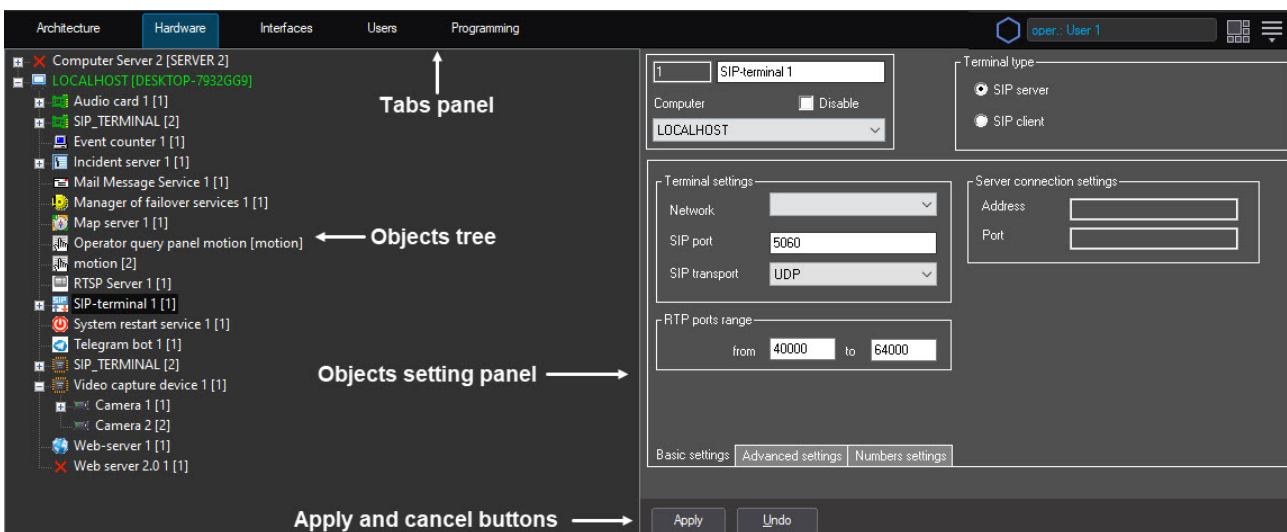 Architecture Hardware Interfaces Users Programming oper.: User 1
Computer Server 2 [SERVER 2]
LOCALHOST [DESKTOP-7932GG9]
Audio card 1 [1]
SIP_TERMINAL [2]
Event counter 1 [1]
Incident server 1 [1]
Mail Message Service 1 [1]
Manager of failover services 1 [1]
Map server 1 [1]
Operator query panel motion [motion]
motion [2]
RTSP Server 1 [1]
SIP-terminal 1 [1]
System restart service 1 [1]
Telegram bot 1 [1]
SIP_TERMINAL [2]
Video capture device 1 [1]
Camera 1 [1]
Camera 2 [2]
Web-server 1 [1]
Web server 2.0 1 [1]
Tabs panel
Objects tree
Objects setting panel
Apply and cancel buttons
1 SIP-terminal 1
Computer Disable
LOCALHOST
Terminal type
SIP server
SIP client
Terminal settings
Network
SIP port 5060
SIP transport UDP
Server connection settings
Address
Port
RTP ports range
from 40000 to 64000
Basic settings Advanced settings Numbers settings
Apply Undo